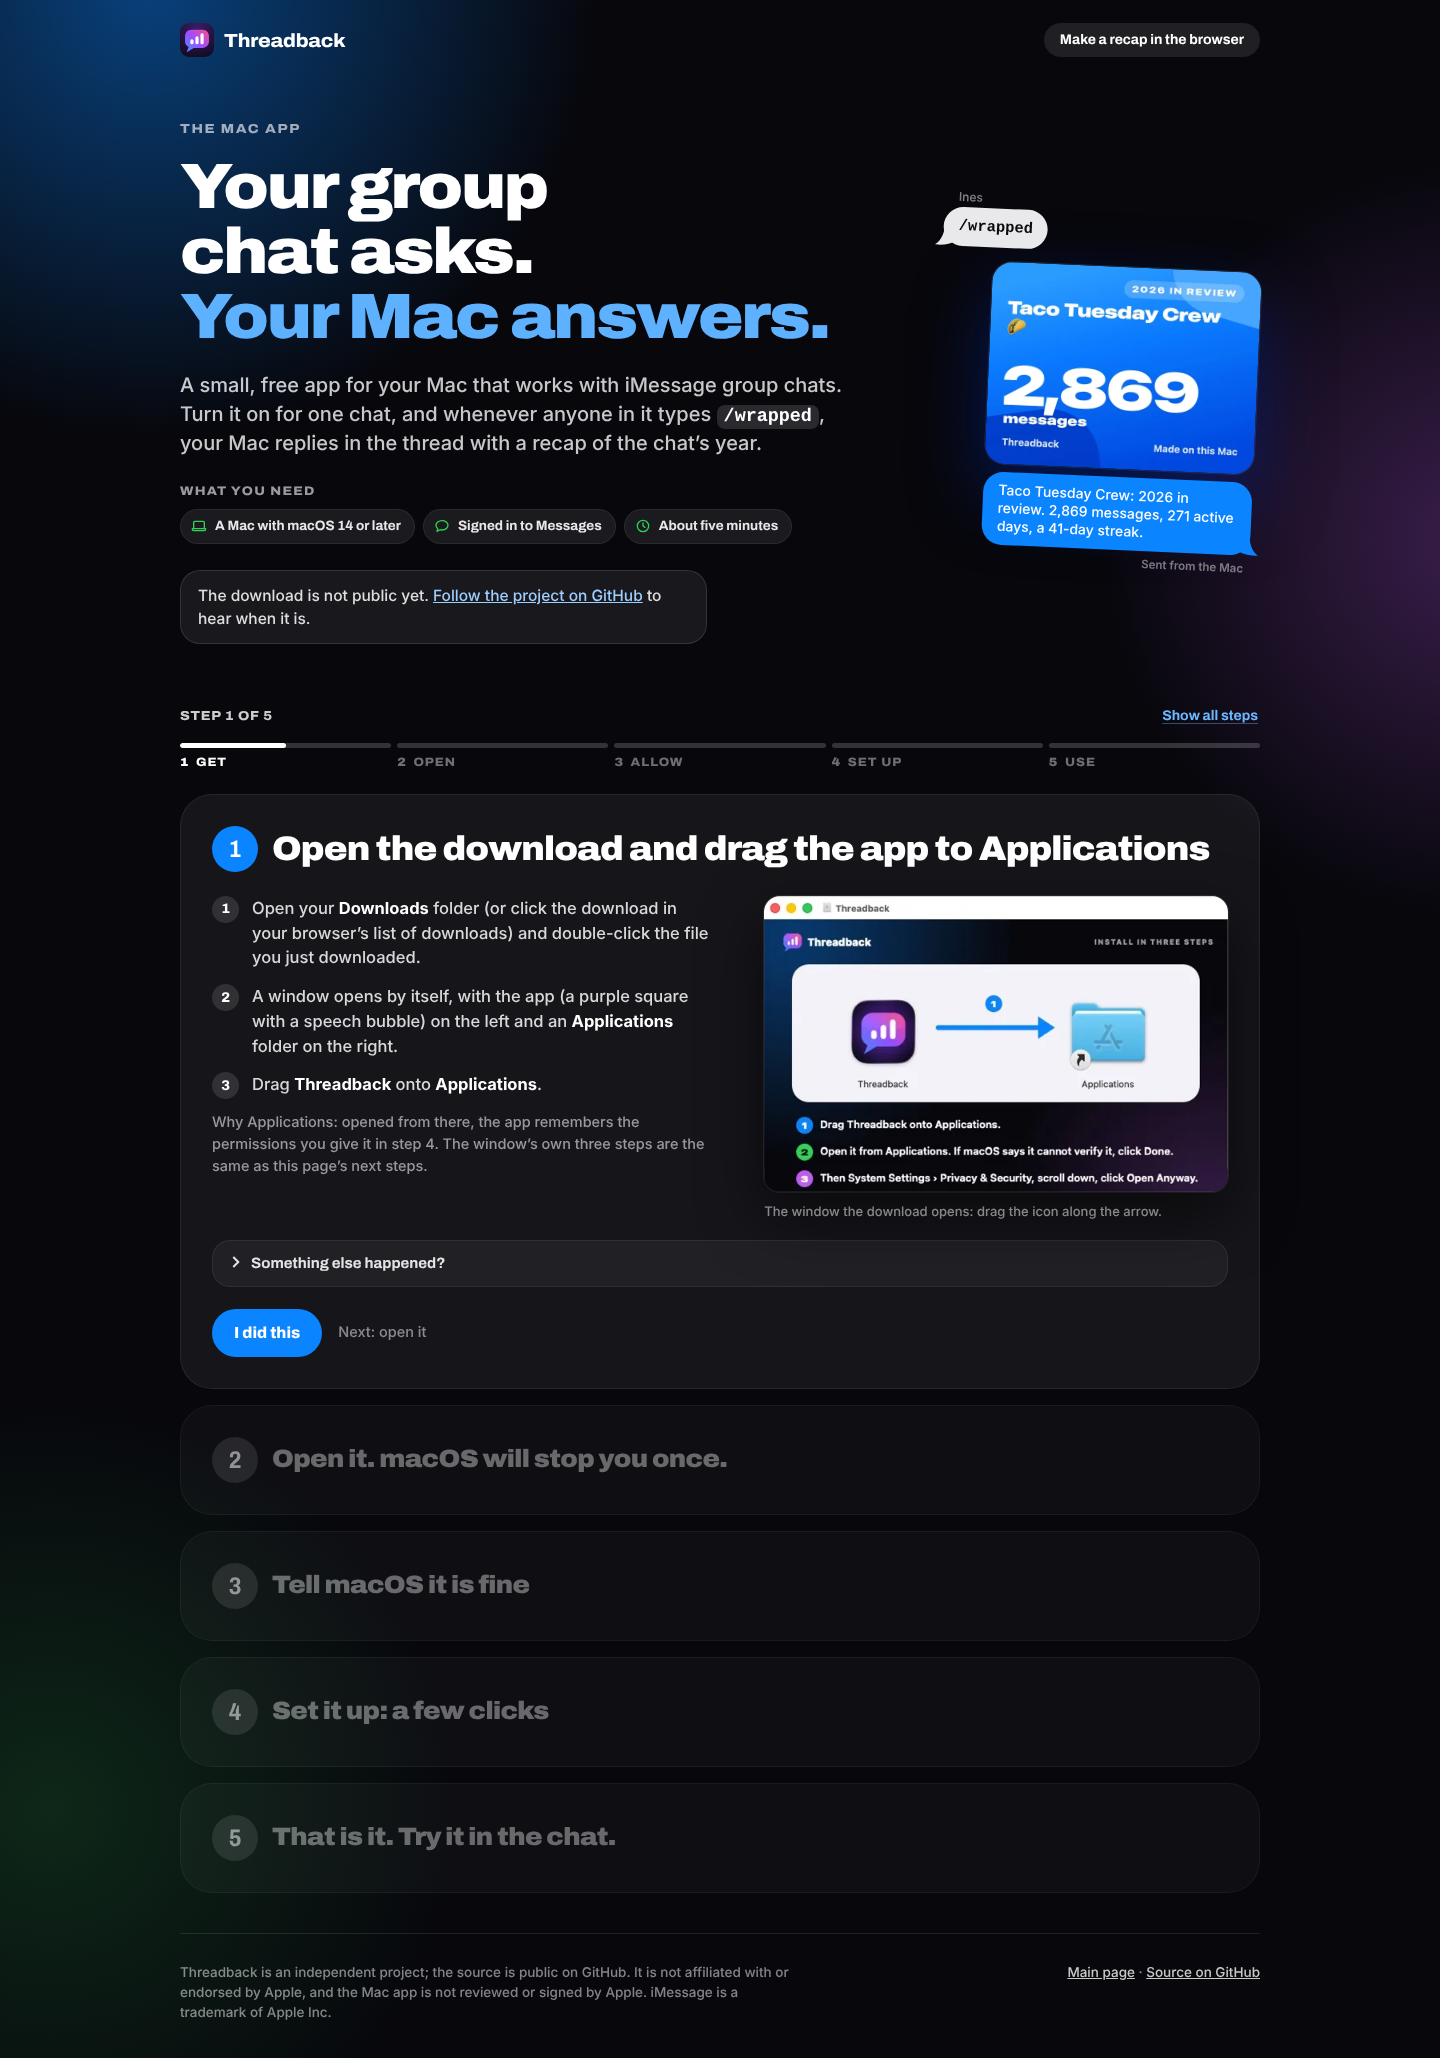 Threadback
Make a recap in the browser
THE MAC APP
Your group
chat asks.
Your Mac answers.
A small, free app for your Mac that works with iMessage group chats.
Turn it on for one chat, and whenever anyone in it types /wrapped,
your Mac replies in the thread with a recap of the chat’s year.
WHAT YOU NEED
A Mac with macOS 14 or later
Signed in to Messages
About five minutes
The download is not public yet. Follow the project on GitHub to
hear when it is.
Ines
/wrapped
2026 IN REVIEW
Taco Tuesday Crew
🌮
2,869
messages
Threadback
Made on this Mac
Taco Tuesday Crew: 2026 in
review. 2,869 messages, 271 active
days, a 41-day streak.
Sent from the Mac
STEP 1 OF 5
Show all steps
1 GET
2 OPEN
3 ALLOW
4 SET UP
5 USE
1 Open the download and drag the app to Applications
1 Open your Downloads folder (or click the download in
your browser’s list of downloads) and double-click the file
you just downloaded.
2 A window opens by itself, with the app (a purple square
with a speech bubble) on the left and an Applications
folder on the right.
3 Drag Threadback onto Applications.
Why Applications: opened from there, the app remembers the
permissions you give it in step 4. The window’s own three steps are the
same as this page’s next steps.
Threadback
Threadback
INSTALL IN THREE STEPS
1
Threadback
Applications
1 Drag Threadback onto Applications.
2 Open it from Applications. If macOS says it cannot verify it, click Done.
3 Then System Settings › Privacy & Security, scroll down, click Open Anyway.
The window the download opens: drag the icon along the arrow.
Something else happened?
I did this
Next: open it
2 Open it. macOS will stop you once.
3 Tell macOS it is fine
4 Set it up: a few clicks
5 That is it. Try it in the chat.
Threadback is an independent project; the source is public on GitHub. It is not affiliated with or
endorsed by Apple, and the Mac app is not reviewed or signed by Apple. iMessage is a
trademark of Apple Inc.
Main page · Source on GitHub